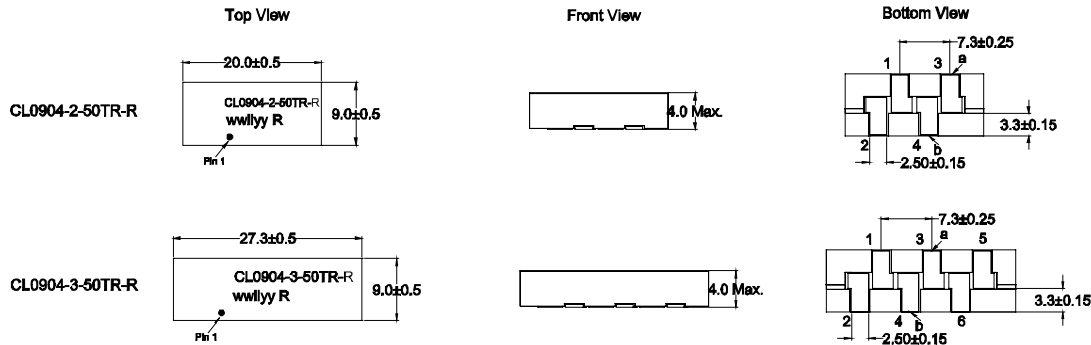 Top View
Front View
Bottom View
CL0904-2-50TR-R
20.0±0.5
CL0904-2-50TR-R
wwllyy R
Pin 1
9.0±0.5
4.0 Max.
7.3±0.25
1
3
a
3.3±0.15
2
4
b
2.50±0.15
CL0904-3-50TR-R
27.3±0.5
CL0904-3-50TR-R
wwllyy R
Pin 1
9.0±0.5
4.0 Max.
7.3±0.25
1
3
a
5
3.3±0.15
2
4
b
6
2.50±0.15